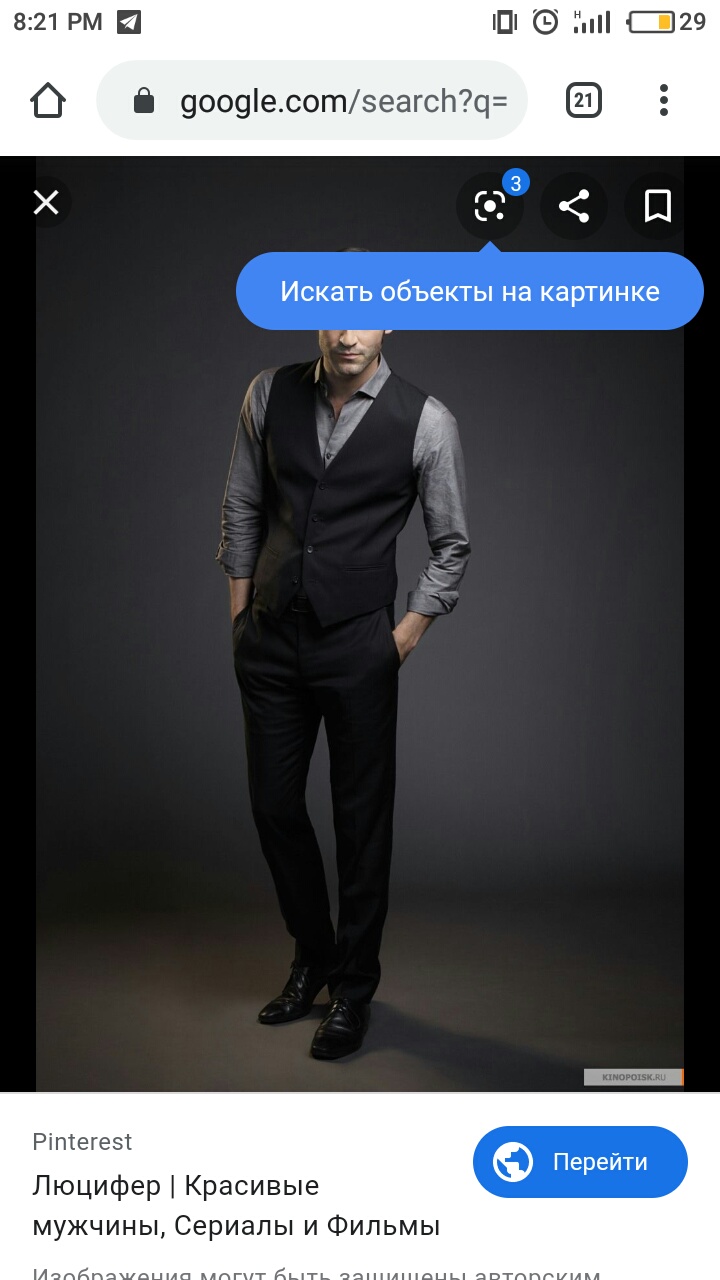 8:21 PM H 29
google.com/search?q=
21
3
Искать объекты на картинке
KINOPOISK.RU
Pinterest
Перейти
Люцифер | Красивые
мужчины, Сериалы и Фильмы
Изображения могут быть защищены авторским